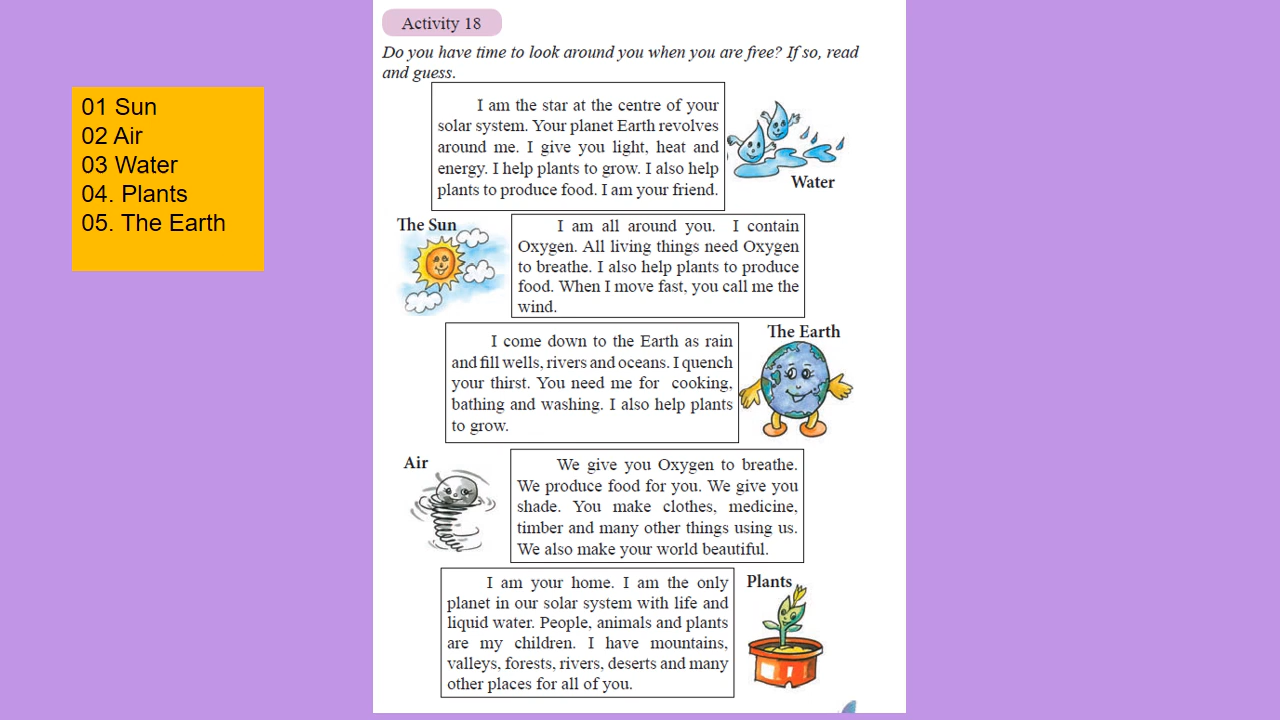 01 Sun
02 Air
03 Water
04. Plants
05. The Earth
Activity 18
Do you have time to look around you when you are free? If so, read
and guess.
I am the star at the centre of your
solar system. Your planet Earth revolves
around me. I give you light, heat and
energy. I help plants to grow. I also help
plants to produce food. I am your friend.
Water
The Sun
I am all around you. I contain
Oxygen. All living things need Oxygen
to breathe. I also help plants to produce
food. When I move fast, you call me the
wind.
I come down to the Earth as rain
and fill wells, rivers and oceans. I quench
your thirst. You need me for cooking,
bathing and washing. I also help plants
to grow.
The Earth
Air
We give you Oxygen to breathe.
We produce food for you. We give you
shade. You make clothes, medicine,
timber and many other things using us.
We also make your world beautiful.
I am your home. I am the only
planet in our solar system with life and
liquid water. People, animals and plants
are my children. I have mountains,
valleys, forests, rivers, deserts and many
other places for all of you.
Plants